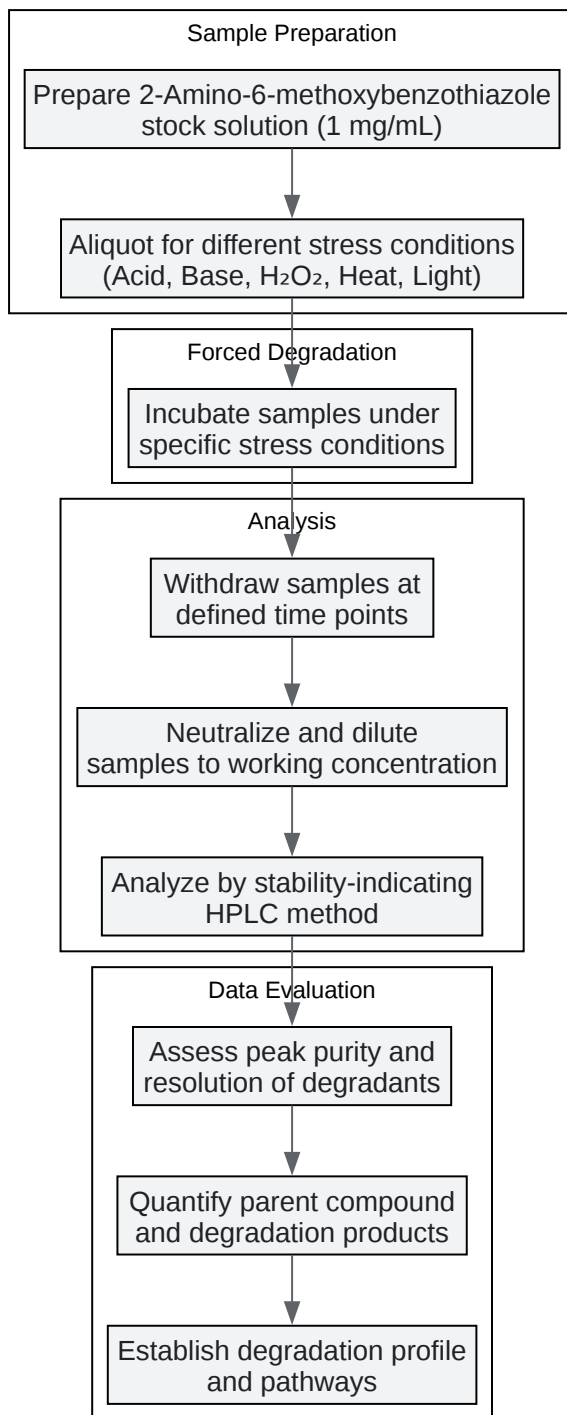 Sample Preparation
Prepare 2-Amino-6-methoxybenzothiazole
stock solution (1 mg/mL)
Aliquot for different stress conditions
(Acid, Base, H₂O₂, Heat, Light)
Forced Degradation
Incubate samples under
specific stress conditions
Analysis
Withdraw samples at
defined time points
Neutralize and dilute
samples to working concentration
Analyze by stability-indicating
HPLC method
Data Evaluation
Assess peak purity and
resolution of degradants
Quantify parent compound
and degradation products
Establish degradation profile
and pathways